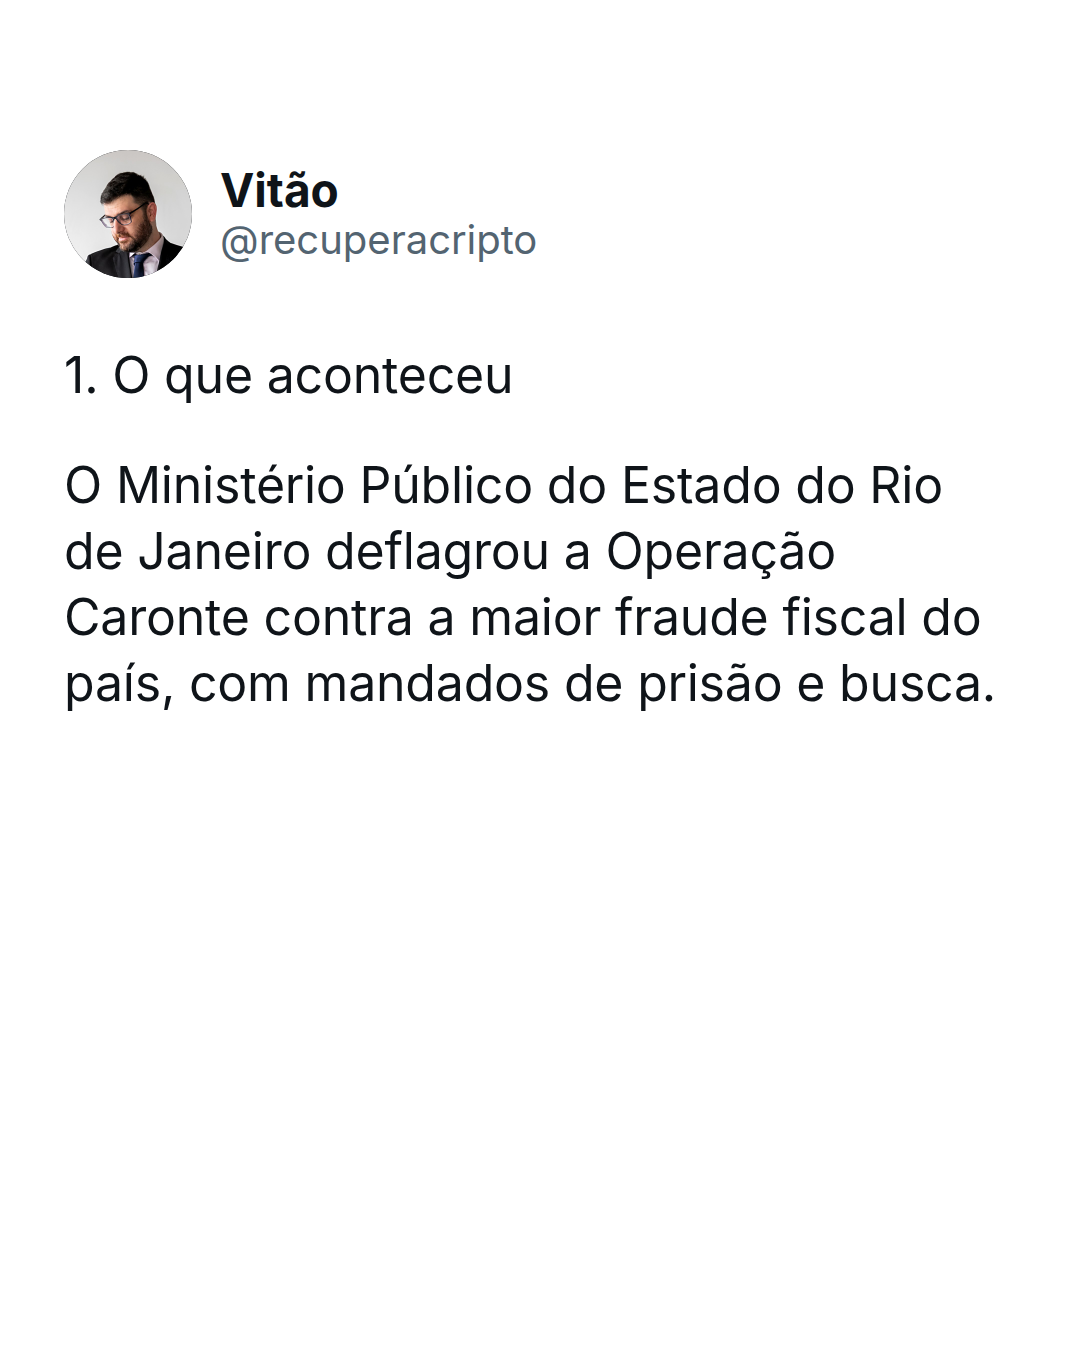 Vitão
@recuperacripto
1. O que aconteceu
O Ministério Público do Estado do Rio
de Janeiro deflagrou a Operação
Caronte contra a maior fraude fiscal do
país, com mandados de prisão e busca.